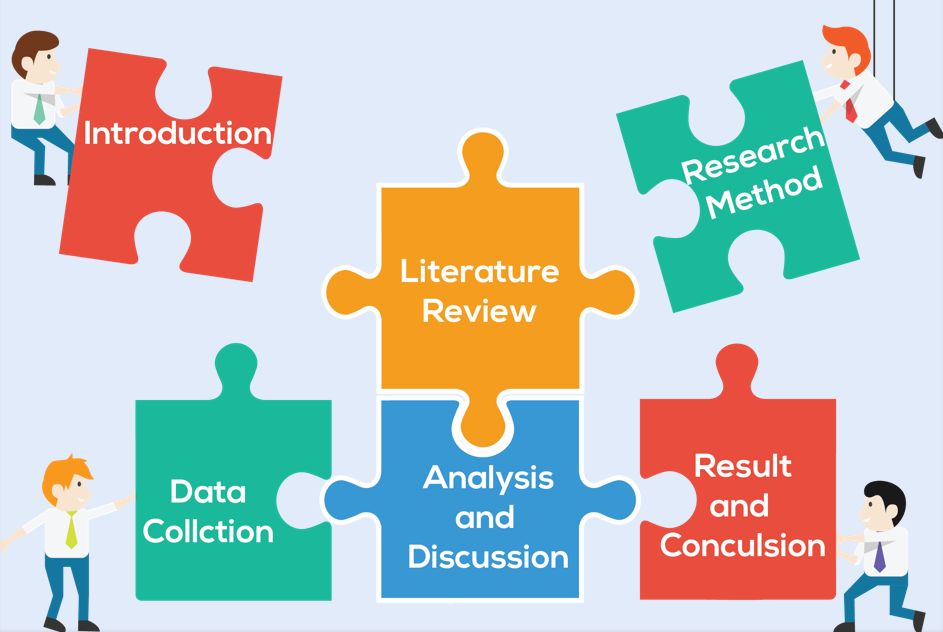 Introduction
Research
Method
Literature
Review
Data
Collction
Analysis
and
Discussion
Result
and
Conculsion